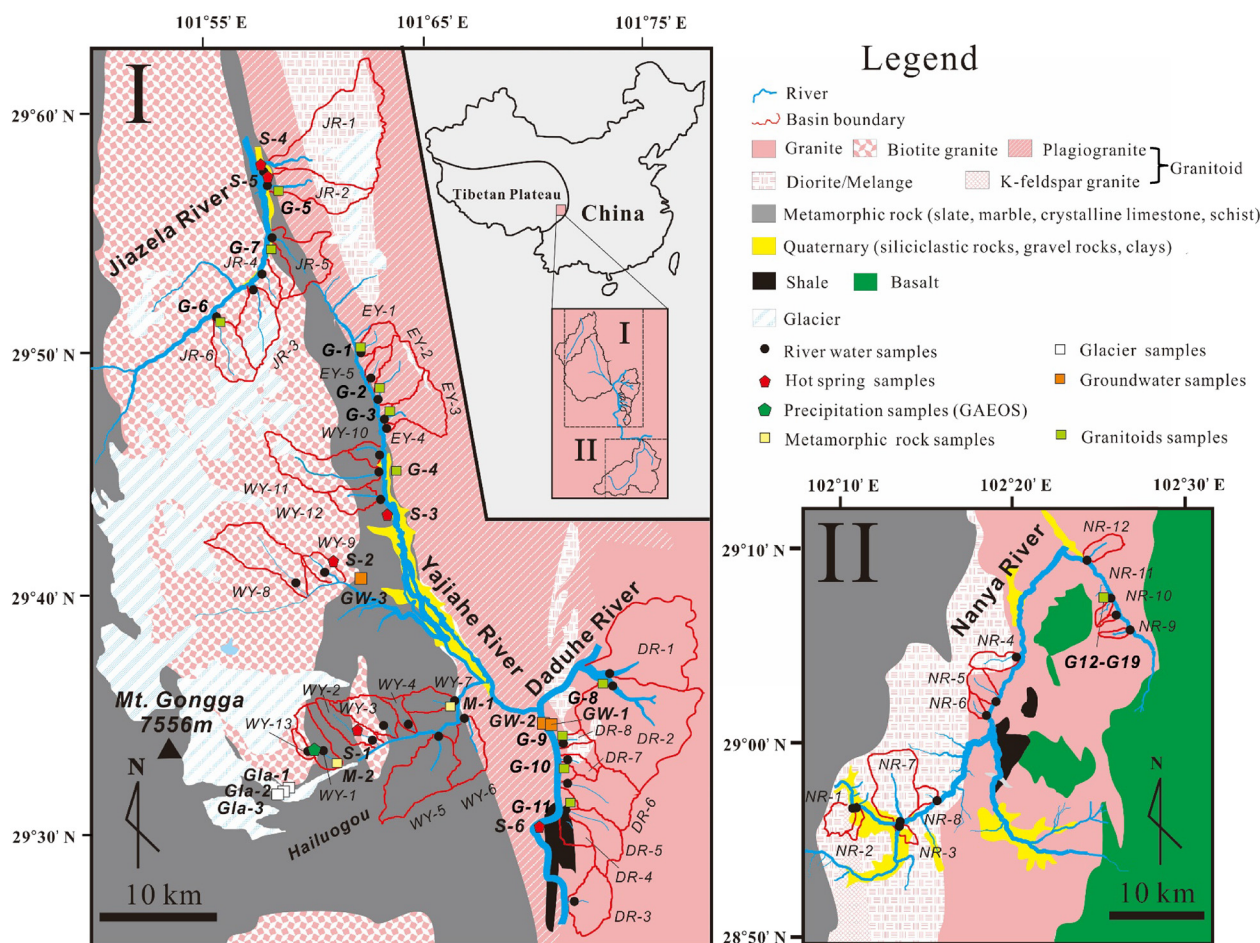 101°55' E
101°65' E
101°75' E
29°60' N
29°50' N
29°40' N
29°30' N
I
JR-1
S-4
S-5
JR-2
G-5
Jiazela River
G-7
JR-4
JR-5
G-6
JR-6
JR-3
EY-1
G-1
EY-2
EY-5
G-2
EY-3
G-3
WY-10
EY-4
G-4
WY-11
WY-12
S-3
WY-9
S-2
WY-8
GW-3
Yajiahe River
Daduhe River
DR-1
G-8
WY-7
M-1
WY-4
WY-2
WY-3
WY-13
GW-1
GW-2
DR-8
G-9
DR-2
DR-7
G-10
Mt. Gongga
7556m
S-1
M-2
Gla-1
Gla-2
Gla-3
WY-1
WY-6
WY-5
G-11
DR-6
S-6
DR-5
DR-4
DR-3
Hailuogou
N
10 km
Tibetan Plateau
China
I
II
Legend
River
Basin boundary
Granite
Biotite granite
Plagiogranite
Granitoid
Diorite/Melange
K-feldspar granite
Metamorphic rock (slate, marble, crystalline limestone, schist)
Quaternary (siliciclastic rocks, gravel rocks, clays)
Shale
Basalt
Glacier
River water samples
Glacier samples
Hot spring samples
Groundwater samples
Precipitation samples (GAEOS)
Metamorphic rock samples
Granitoids samples
102°10' E
102°20' E
102°30' E
29°10' N
29°00' N
28°50' N
II
Nanya River
NR-12
NR-11
NR-10
NR-9
G12-G19
NR-4
NR-5
NR-6
NR-7
NR-1
NR-8
NR-2
NR-3
N
10 km